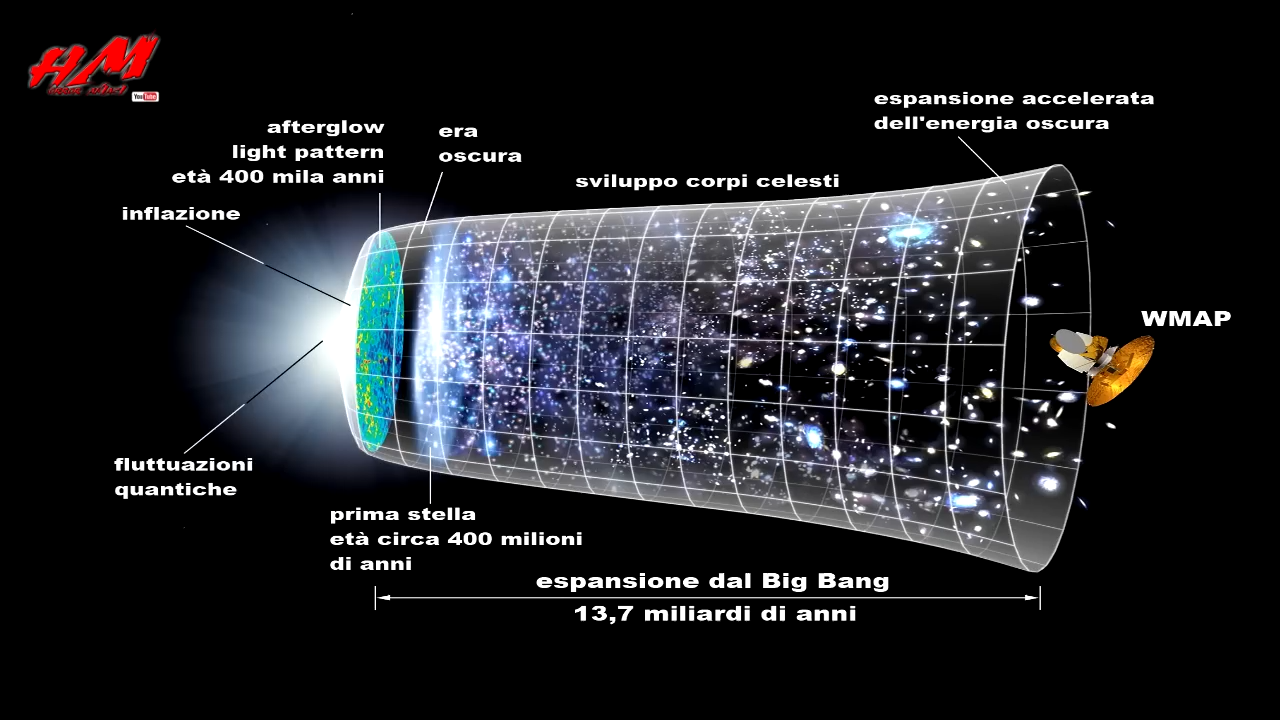 HM
YouTube
afterglow
light pattern
età 400 mila anni
era
oscura
espansione accelerata
dell'energia oscura
sviluppo corpi celesti
inflazione
WMAP
fluttuazioni
quantiche
prima stella
età circa 400 milioni
di anni
espansione dal Big Bang
13,7 miliardi di anni